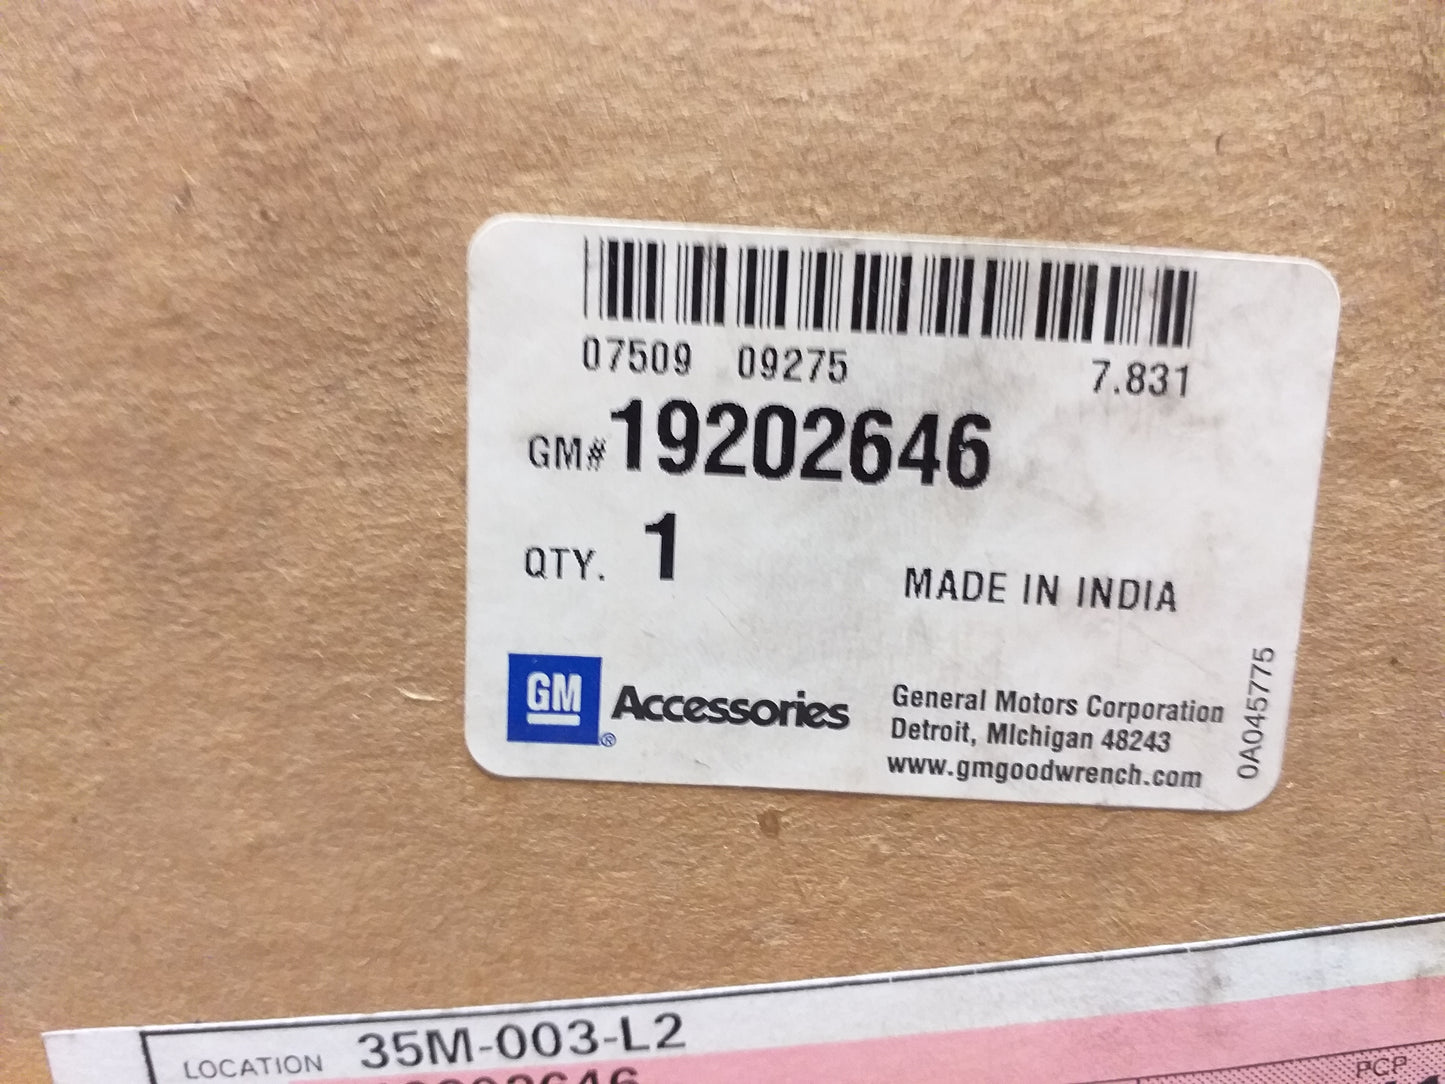 07509 09275 7.831
GM# 19202646
QTY. 1
MADE IN INDIA
GM® Accessories
General Motors Corporation
Detroit, MIchigan 48243
www.gmgoodwrench.com
0A045775
LOCATION 35M-003-L2
PCP